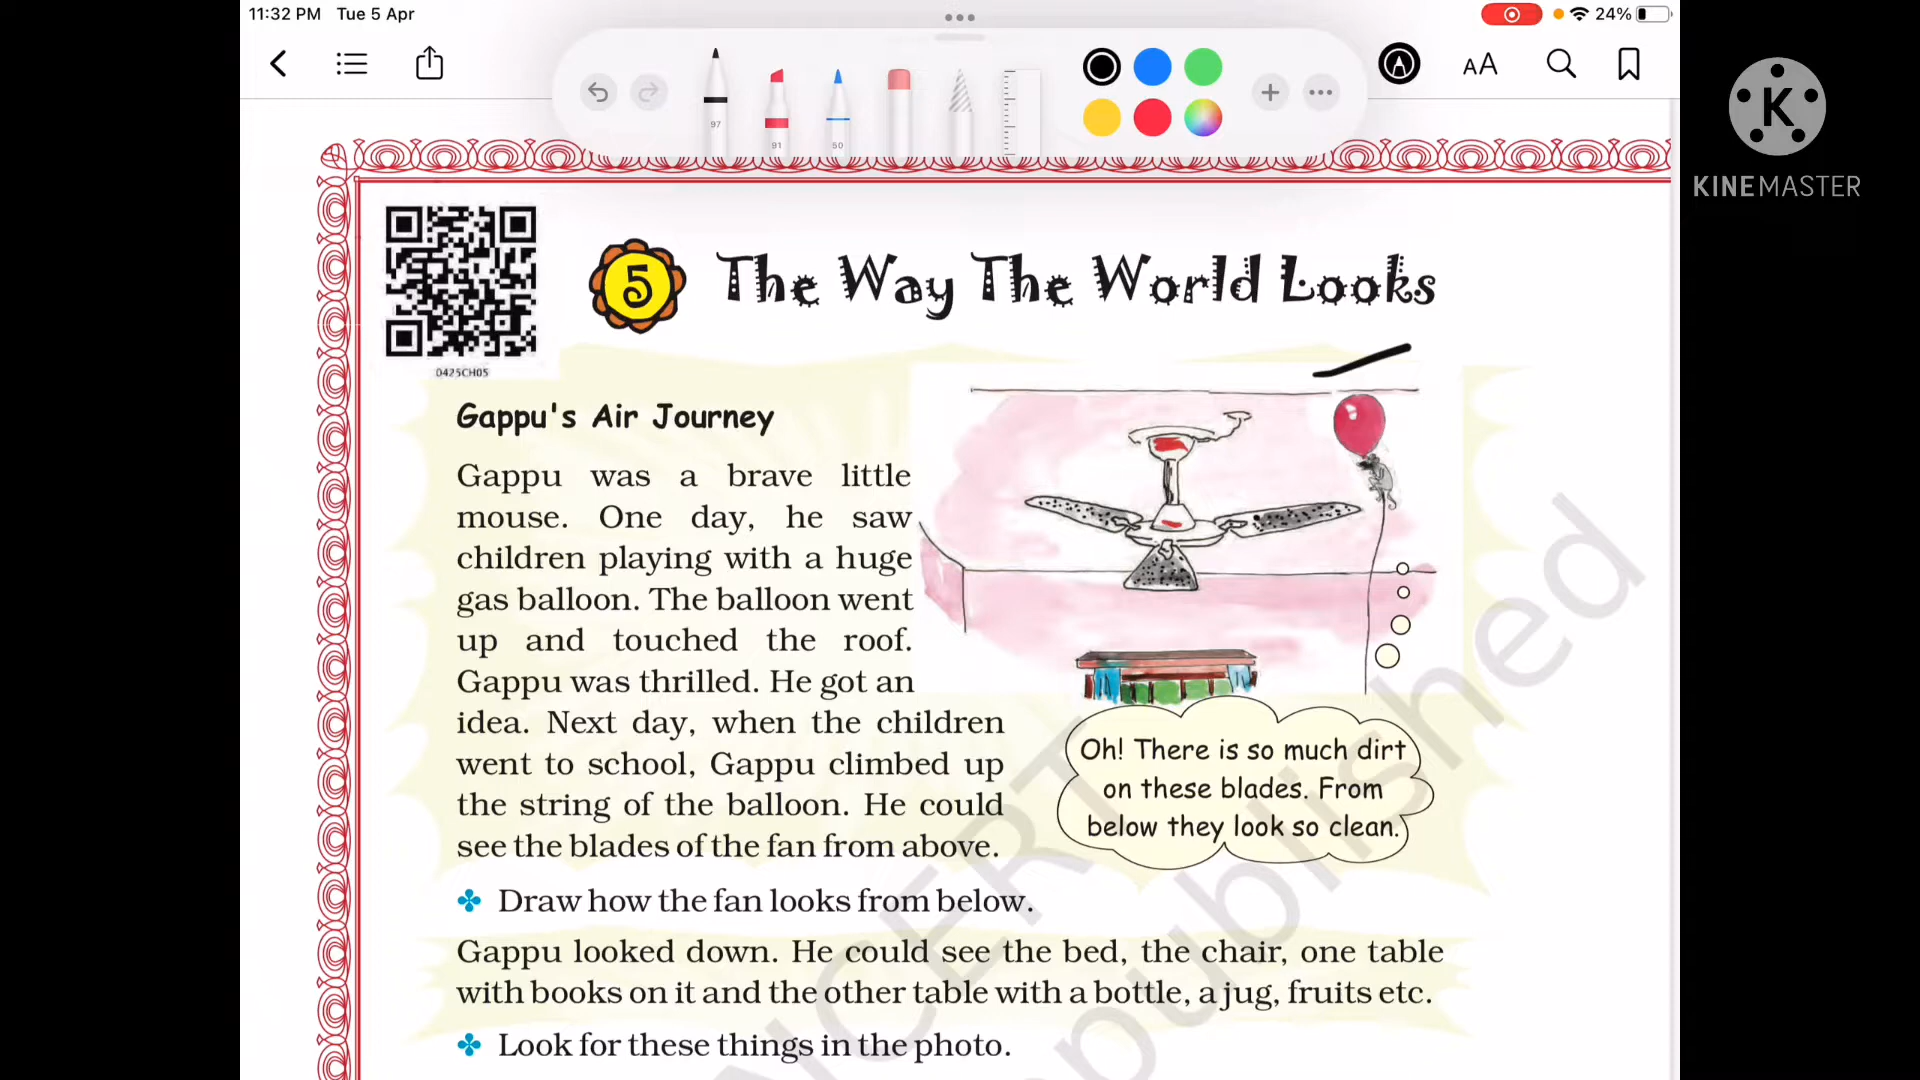 11:32 PM Tue 5 Apr
24%
97
91
50
AA
K
KINEMASTER
0425CH05
5 The Way The World Looks
Gappu's Air Journey
Gappu was a brave little
mouse. One day, he saw
children playing with a huge
gas balloon. The balloon went
up and touched the roof.
Gappu was thrilled. He got an
idea. Next day, when the children
went to school, Gappu climbed up
the string of the balloon. He could
see the blades of the fan from above.
Oh! There is so much dirt
on these blades. From
below they look so clean.
Draw how the fan looks from below.
Gappu looked down. He could see the bed, the chair, one table
with books on it and the other table with a bottle, a jug, fruits etc.
Look for these things in the photo.
NCERT
published